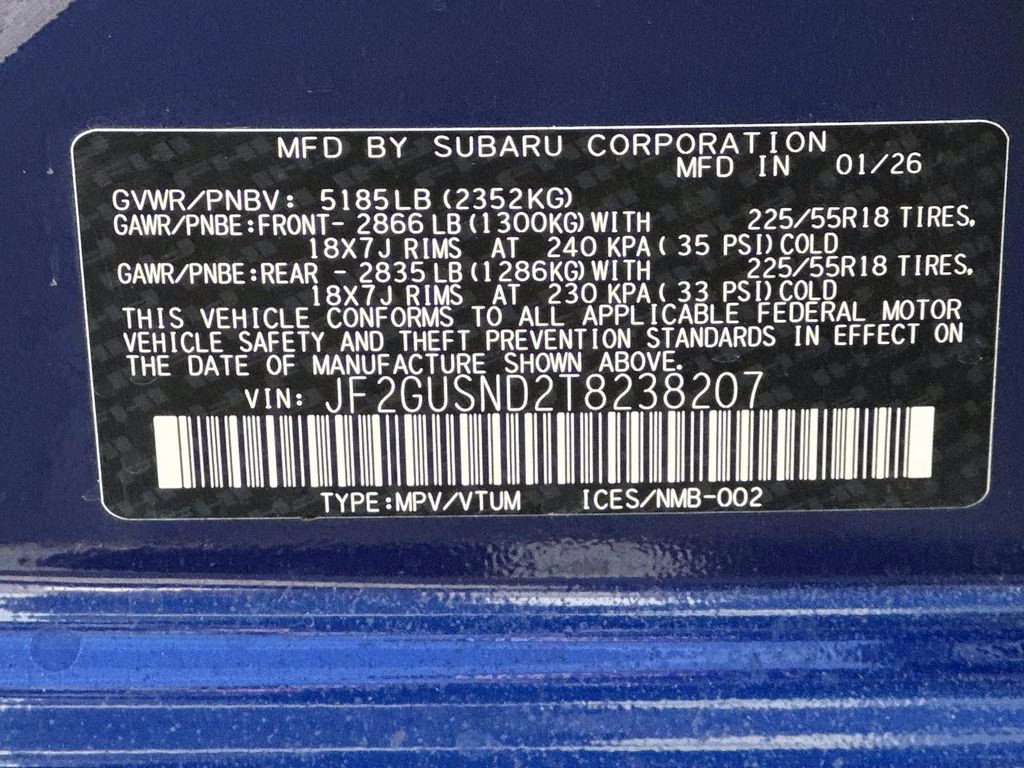 MFD BY SUBARU CORPORATION
MFD IN 01/26
GVWR/PNBV: 5185LB (2352KG)
GAWR/PNBE:FRONT- 2866 LB (1300KG) WITH 225/55R18 TIRES,
18X7J RIMS AT 240 KPA ( 35 PSI) COLD
GAWR/PNBE:REAR - 2835 LB (1286KG) WITH 225/55R18 TIRES,
18X7J RIMS AT 230 KPA ( 33 PSI) COLD
THIS VEHICLE CONFORMS TO ALL APPLICABLE FEDERAL MOTOR
VEHICLE SAFETY AND THEFT PREVENTION STANDARDS IN EFFECT ON
THE DATE OF MANUFACTURE SHOWN ABOVE.
VIN: JF2GUSND2T8238207
TYPE:MPV/VTUM ICES/NMB-002